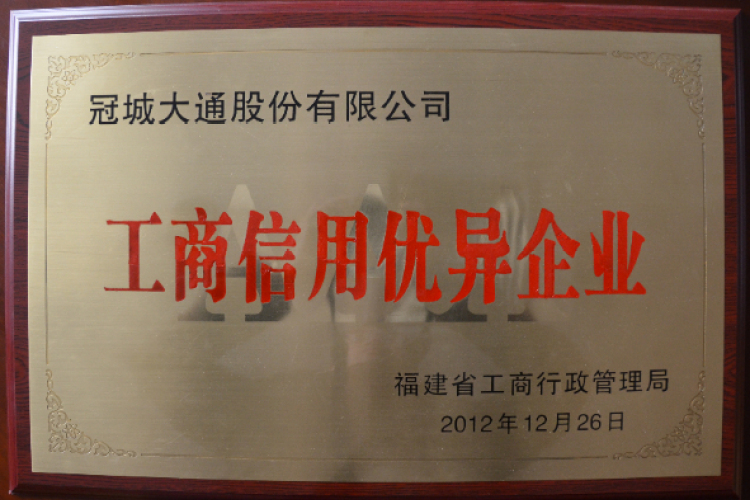 冠城大通股份有限公司
工商信用优异企业
福建省工商行政管理局
2012年12月26日